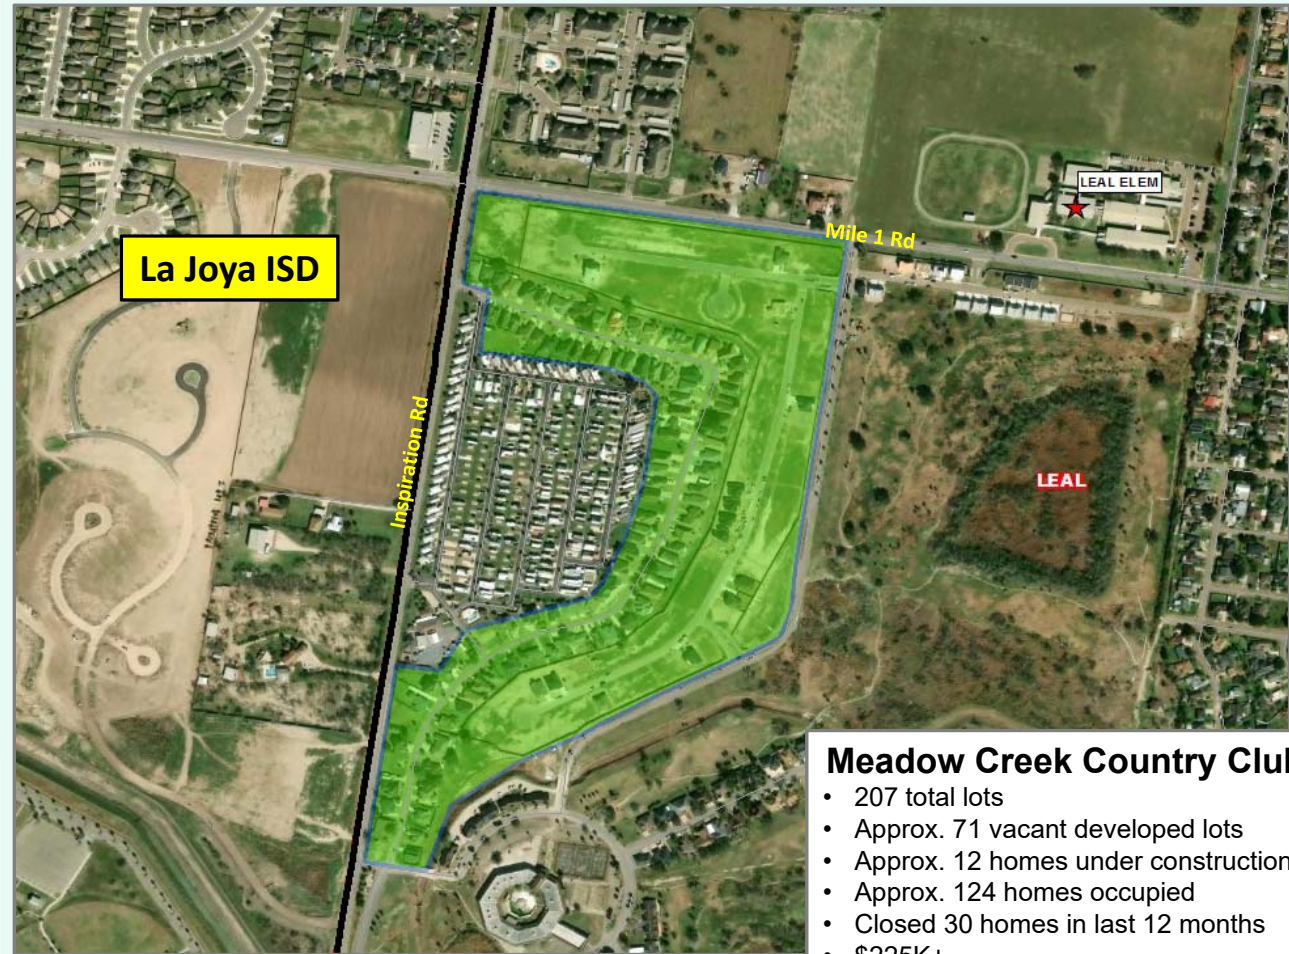 LEAL ELEM
Mile 1 Rd
La Joya ISD
Inspiration Rd
LEAL
Meadow Creek Country Clu
• 207 total lots
• Approx. 71 vacant developed lots
• Approx. 12 homes under construction
• Approx. 124 homes occupied
• Closed 30 homes in last 12 months
• $225K+